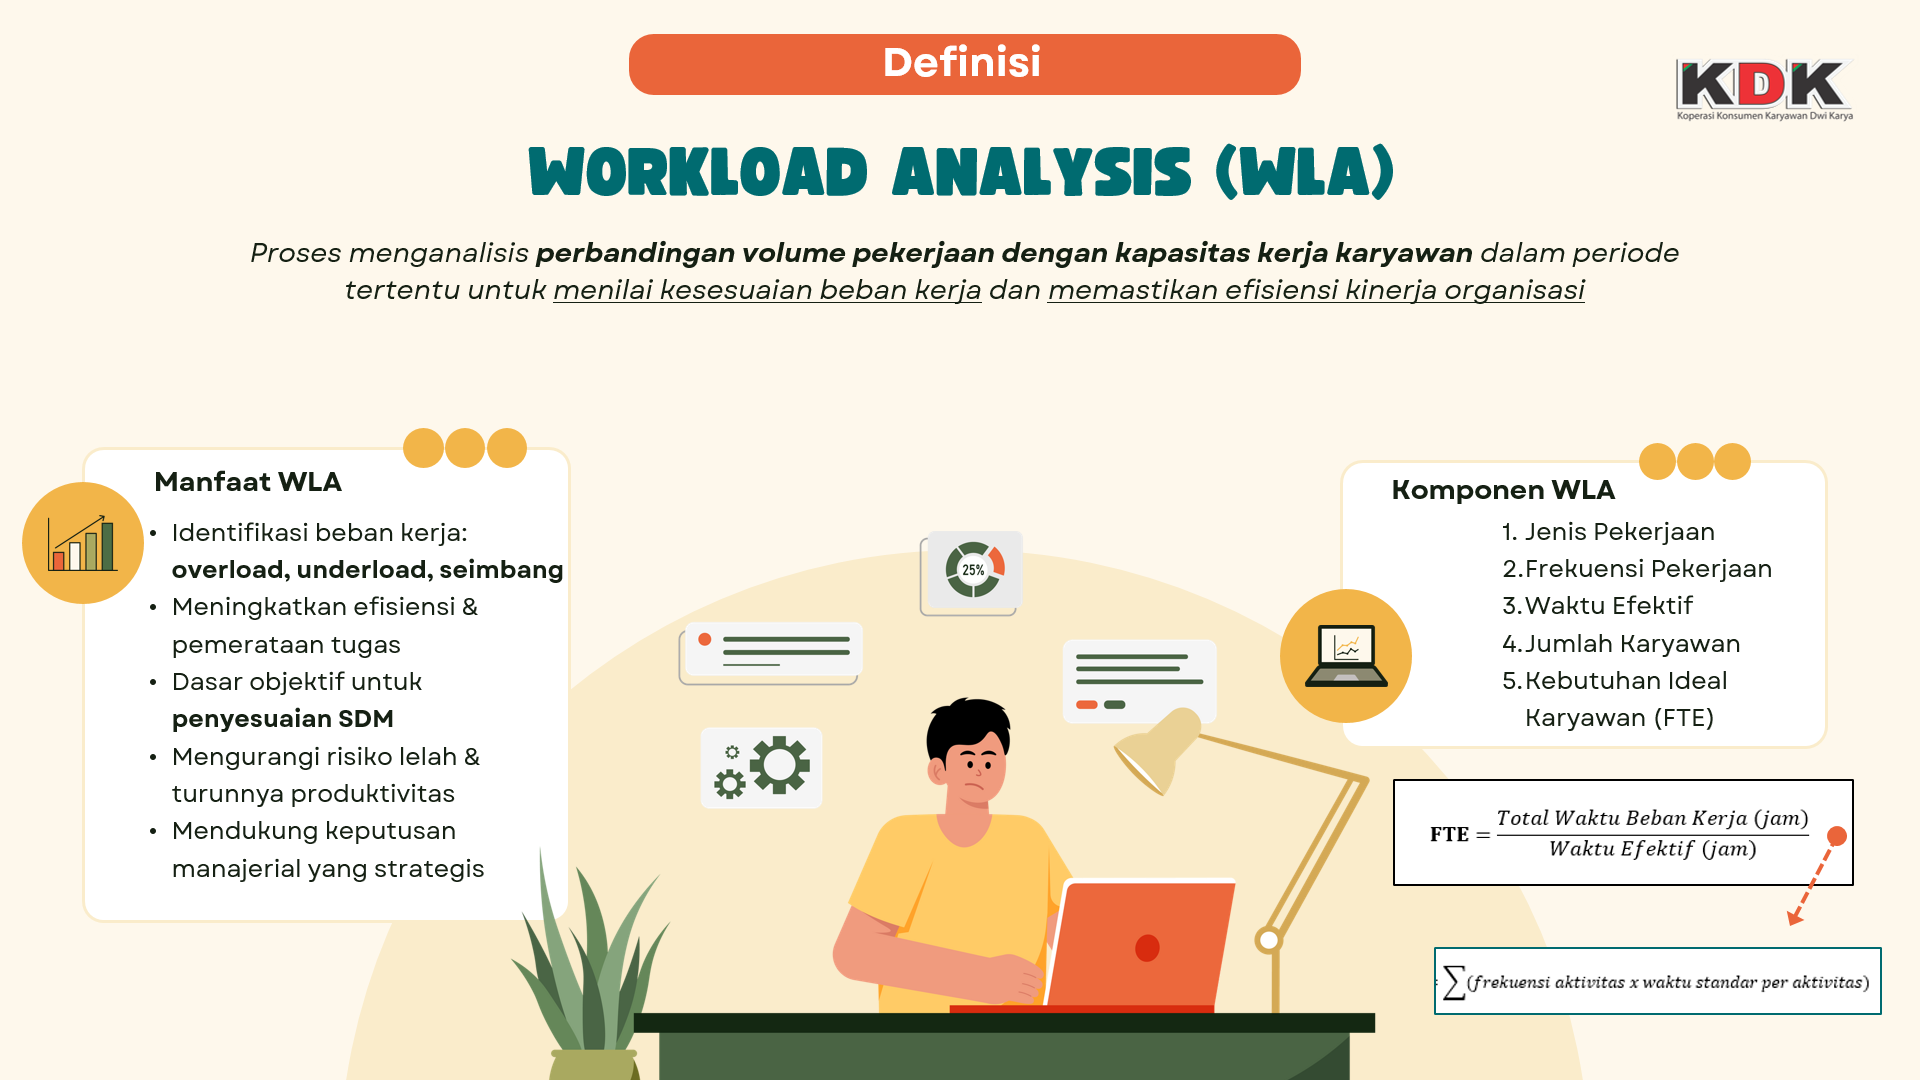 Definisi
KDK
Koperasi Konsumen Karyawan Dwi Karya
WORKLOAD ANALYSIS (WLA)
Proses menganalisis perbandingan volume pekerjaan dengan kapasitas kerja karyawan dalam periode
tertentu untuk menilai kesesuaian beban kerja dan memastikan efisiensi kinerja organisasi
Manfaat WLA
• Identifikasi beban kerja:
overload, underload, seimbang
• Meningkatkan efisiensi &
pemerataan tugas
• Dasar objektif untuk
penyesuaian SDM
• Mengurangi risiko lelah &
turunnya produktivitas
• Mendukung keputusan
manajerial yang strategis
25%
Komponen WLA
1. Jenis Pekerjaan
2. Frekuensi Pekerjaan
3. Waktu Efektif
4. Jumlah Karyawan
5. Kebutuhan Ideal
Karyawan (FTE)
FTE = Total Waktu Beban Kerja (jam)
Waktu Efektif (jam)
∑(frekuensi aktivitas x waktu standar per aktivitas)